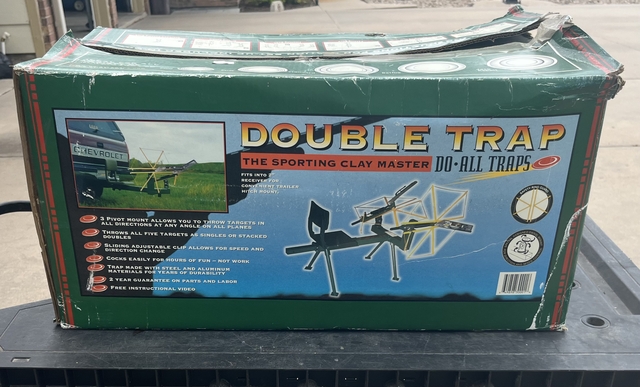 DOUBLE TRAP
THE SPORTING CLAY MASTER DO·ALL TRAPS
FITS INTO 2"
RECEIVER FOR
CONVENIENT TRAILER
HITCH MOUNT.
CHEVROLET
3 PIVOT MOUNT ALLOWS YOU TO THROW TARGETS IN
ALL DIRECTIONS AT ANY ANGLE OR ALL PLANES
THROWS ALL FIVE TARGETS AS SINGLES OR STACKED
DOUBLES
SLIDING ADJUSTABLE CLIP ALLOWS FOR SPEED AND
DIRECTION CHANGE
COCKS EASILY FOR HOURS OF FUN – NOT WORK
TRAP MADE WITH STEEL AND ALUMINUM
MATERIALS FOR YEARS OF DURABILITY
2 YEAR GUARANTEE ON PARTS AND LABOR
FREE INSTRUCTIONAL VIDEO